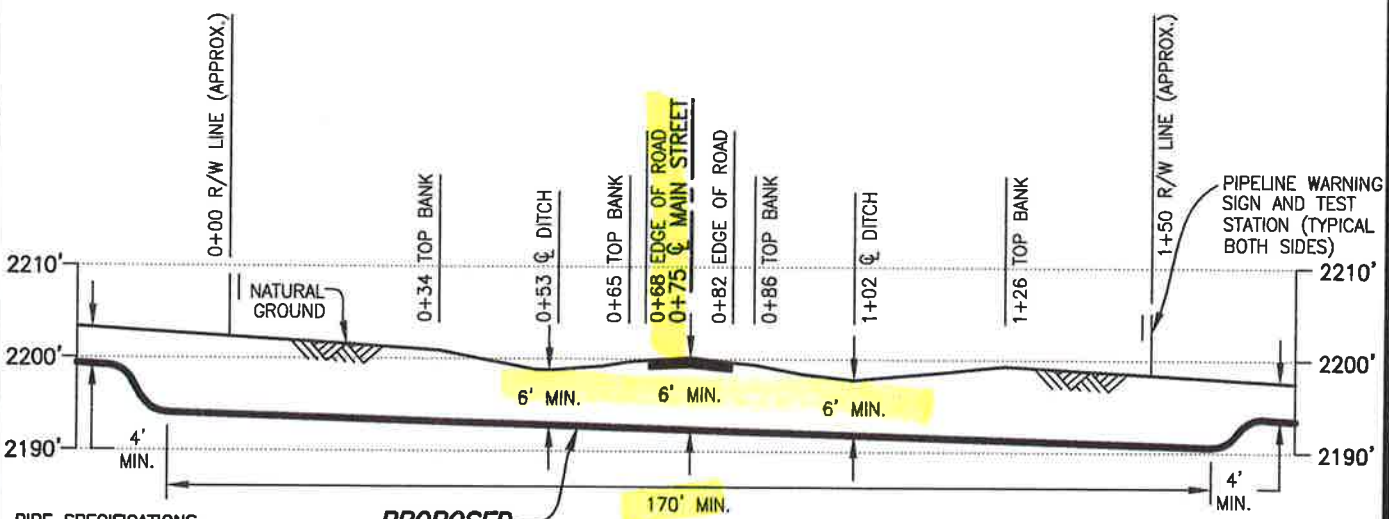 0+00 R/W LINE (APPROX.)
0+34 TOP BANK
0+53 ℄ DITCH
0+65 TOP BANK
0+68 EDGE OF ROAD
0+75 ℄ MAIN STREET
0+82 EDGE OF ROAD
0+86 TOP BANK
1+02 ℄ DITCH
1+26 TOP BANK
1+50 R/W LINE (APPROX.)
PIPELINE WARNING
SIGN AND TEST
STATION (TYPICAL
BOTH SIDES)
2210'
2210'
NATURAL
GROUND
2200'
2200'
6' MIN.
6' MIN.
6' MIN.
2190'
2190'
4'
MIN.
4'
MIN.
170' MIN.
PIPE SPECIFICATIONS
PROPOSED